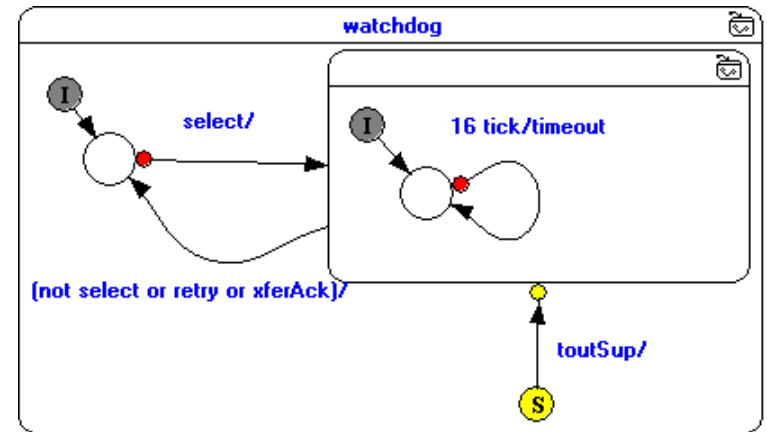 watchdog
I
select/
I
16 tick/timeout
(not select or retry or xferAck)/
toutSup/
S